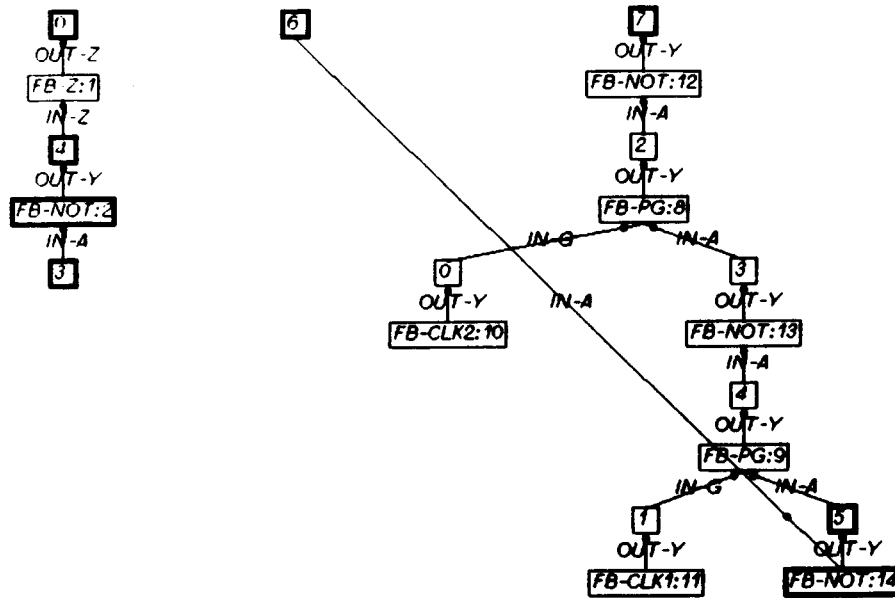 0 6 7
OUT-Z OUT-Y
FB-Z:1 FB-NOT:12
IN-Z IN-A
4 2
OUT-Y OUT-Y
FB-NOT:2 FB-PG:8
IN-A IN-G IN-A
3 0 3
OUT-Y IN-A OUT-Y
FB-CLK2:10 FB-NOT:13
IN-A
4
OUT-Y
FB-PG:9
IN-G IN-A
1 5
OUT-Y OUT-Y
FB-CLK1:11 FB-NOT:14